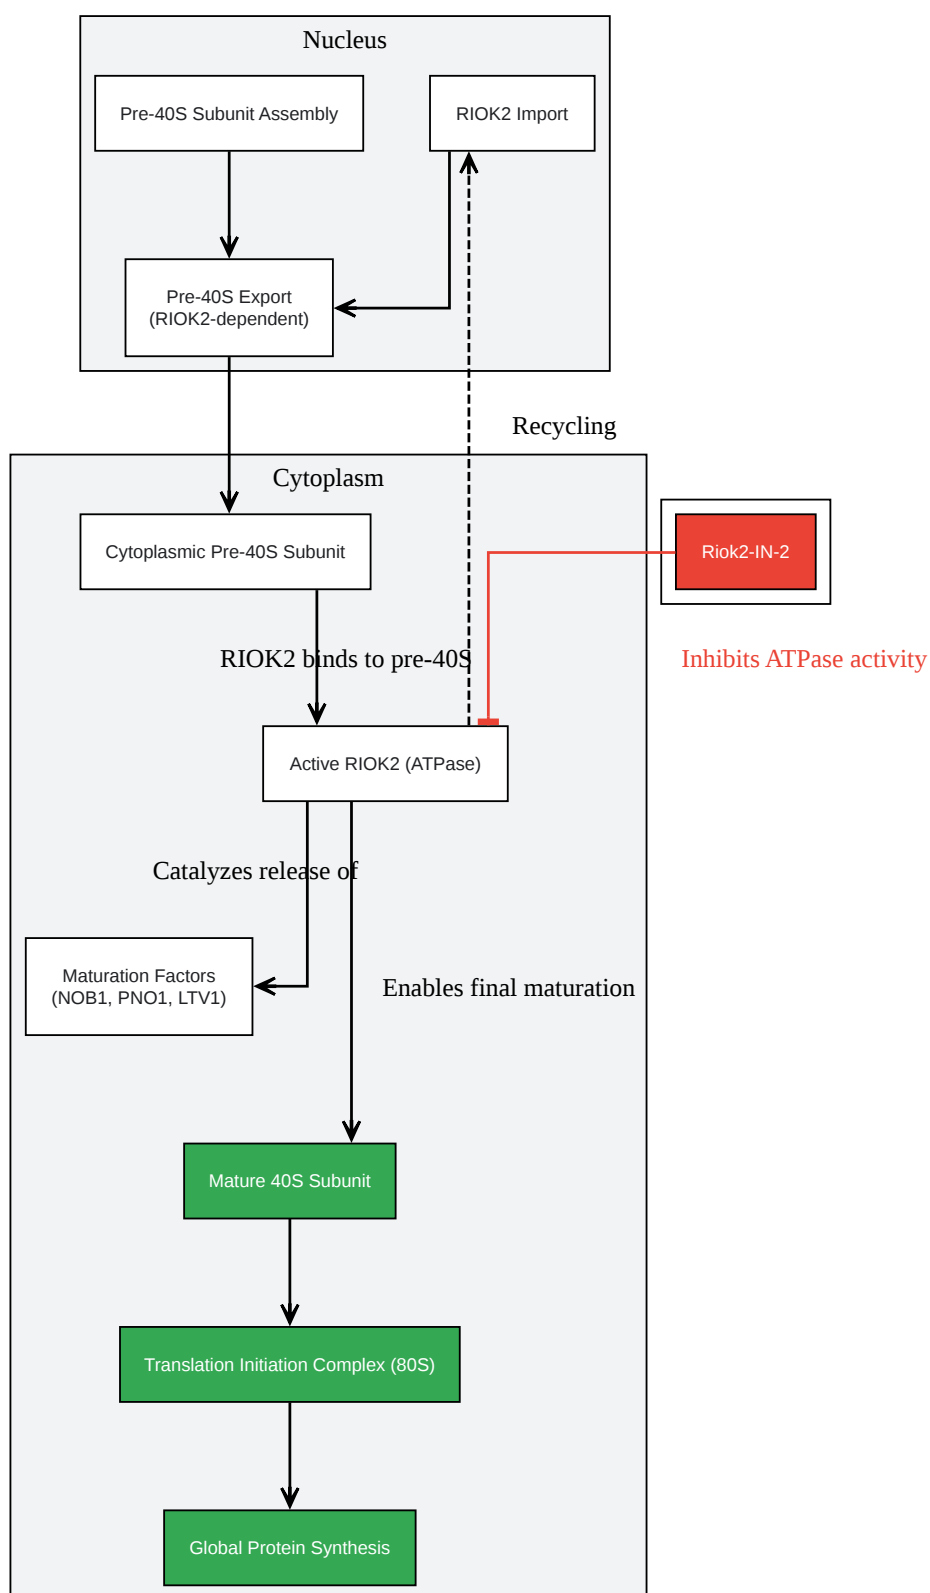 Nucleus
Pre-40S Subunit Assembly
RIOK2 Import
Pre-40S Export
(RIOK2-dependent)
Recycling
Cytoplasm
Cytoplasmic Pre-40S Subunit
Riok2-IN-2
RIOK2 binds to pre-40S
Inhibits ATPase activity
Active RIOK2 (ATPase)
Catalyzes release of
Maturation Factors
(NOB1, PNO1, LTV1)
Enables final maturation
Mature 40S Subunit
Translation Initiation Complex (80S)
Global Protein Synthesis